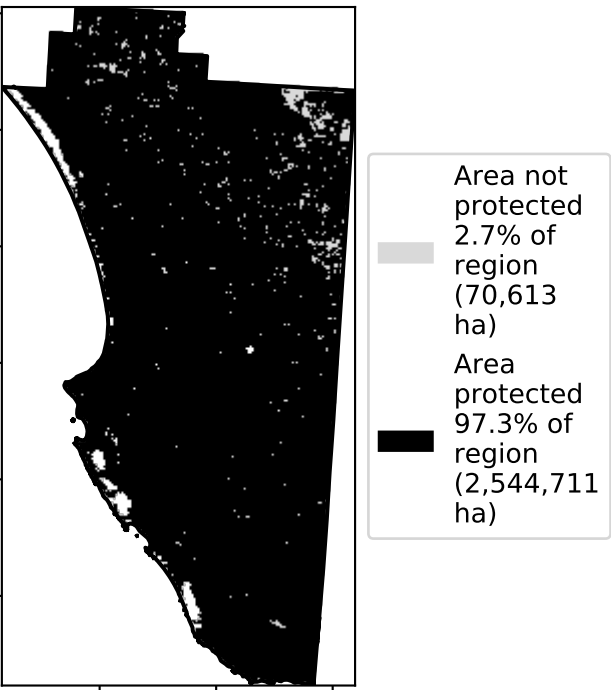 Area not
protected
2.7% of
region
(70,613
ha)
Area
protected
97.3% of
region
(2,544,711
ha)